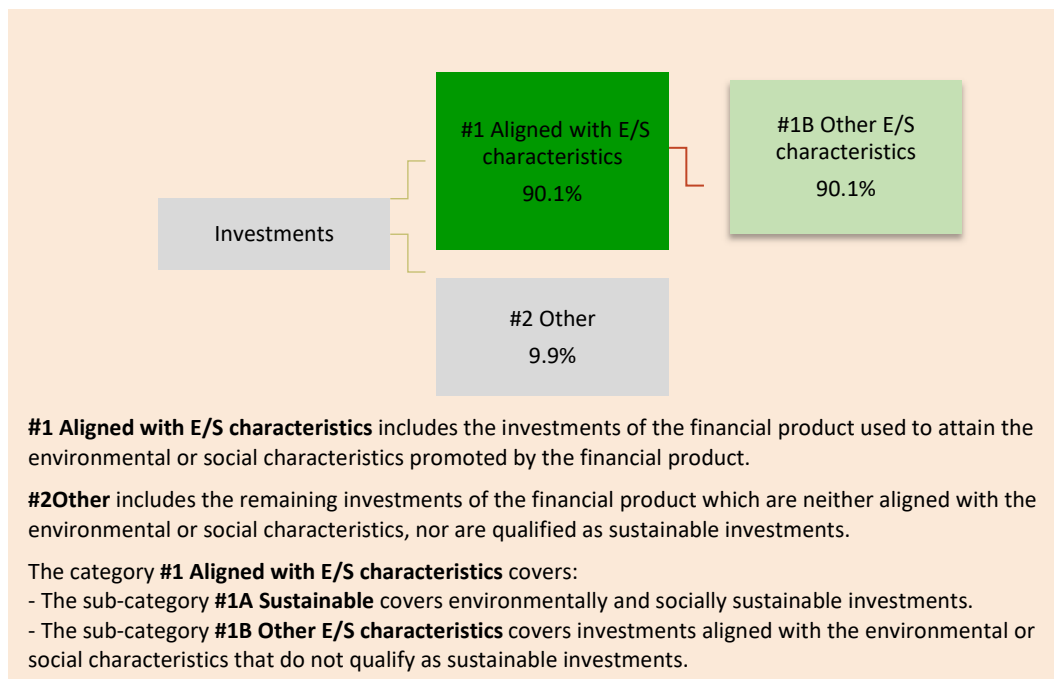 #1 Aligned with E/S
characteristics
90.1%
#1B Other E/S
characteristics
90.1%
Investments
#2 Other
9.9%
#1 Aligned with E/S characteristics includes the investments of the financial product used to attain the
environmental or social characteristics promoted by the financial product.
#2Other includes the remaining investments of the financial product which are neither aligned with the
environmental or social characteristics, nor are qualified as sustainable investments.
The category #1 Aligned with E/S characteristics covers:
- The sub-category #1A Sustainable covers environmentally and socially sustainable investments.
- The sub-category #1B Other E/S characteristics covers investments aligned with the environmental or
social characteristics that do not qualify as sustainable investments.